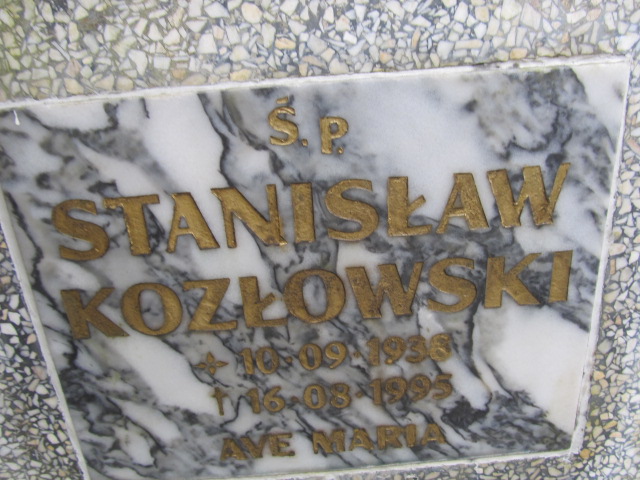 Ś.P.
STANISŁAW
KOZŁOWSKI
10·09·1938
† 16·08·1995
AVE MARIA